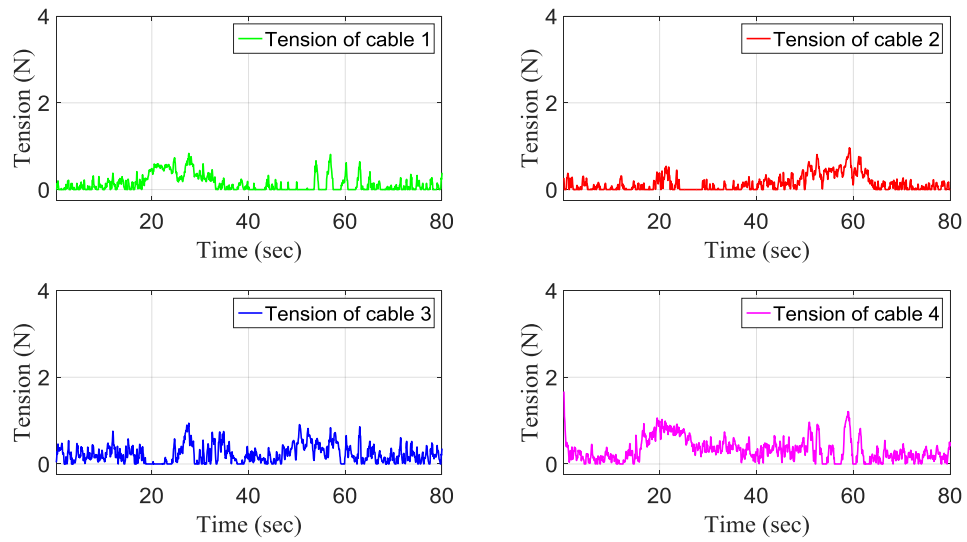 Tension of cable 1
Tension (N)
4
2
0
20
40
60
80
Time (sec)
Tension of cable 2
Tension (N)
4
2
0
20
40
60
80
Time (sec)
Tension of cable 3
Tension (N)
4
2
0
20
40
60
80
Time (sec)
Tension of cable 4
Tension (N)
4
2
0
20
40
60
80
Time (sec)